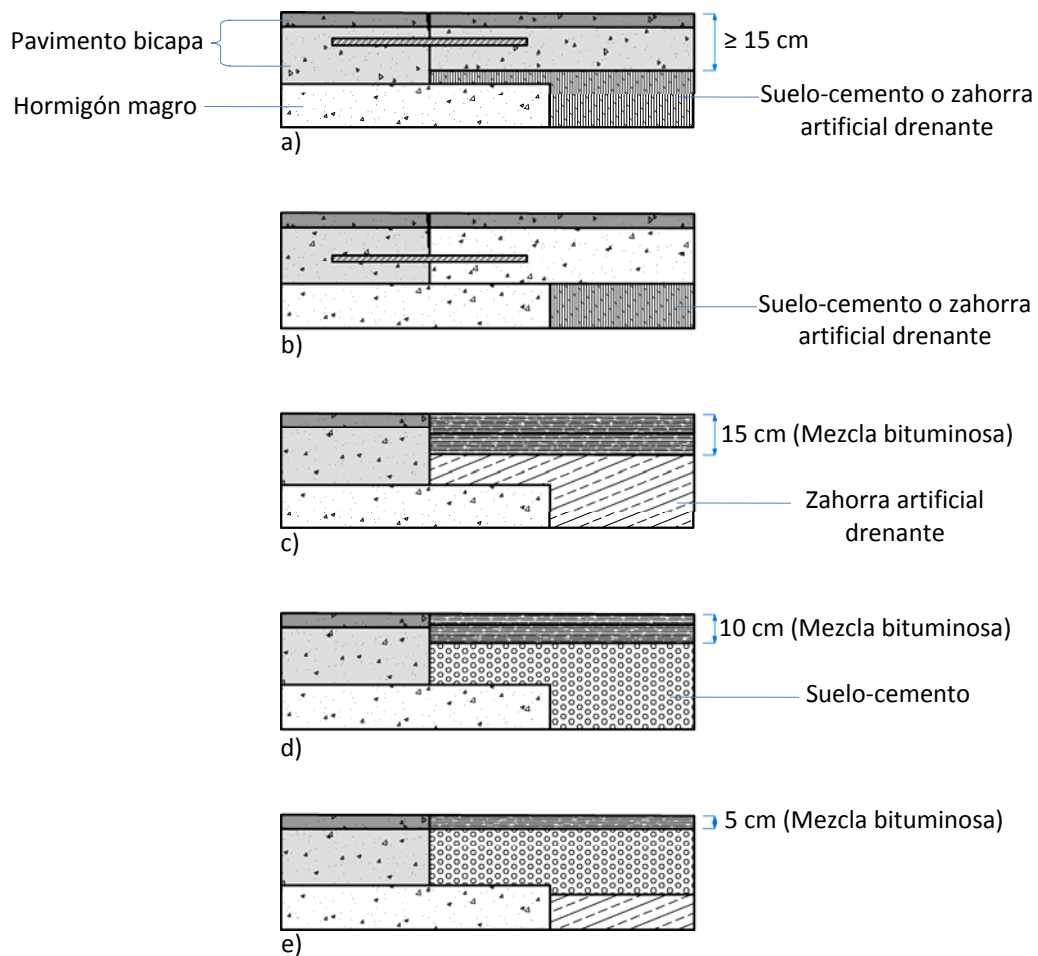 Pavimento bicapa
≥ 15 cm
Hormigón magro
Suelo-cemento o zahorra
artificial drenante
a)
Suelo-cemento o zahorra
artificial drenante
b)
15 cm (Mezcla bituminosa)
Zahorra artificial
drenante
c)
10 cm (Mezcla bituminosa)
Suelo-cemento
d)
5 cm (Mezcla bituminosa)
e)